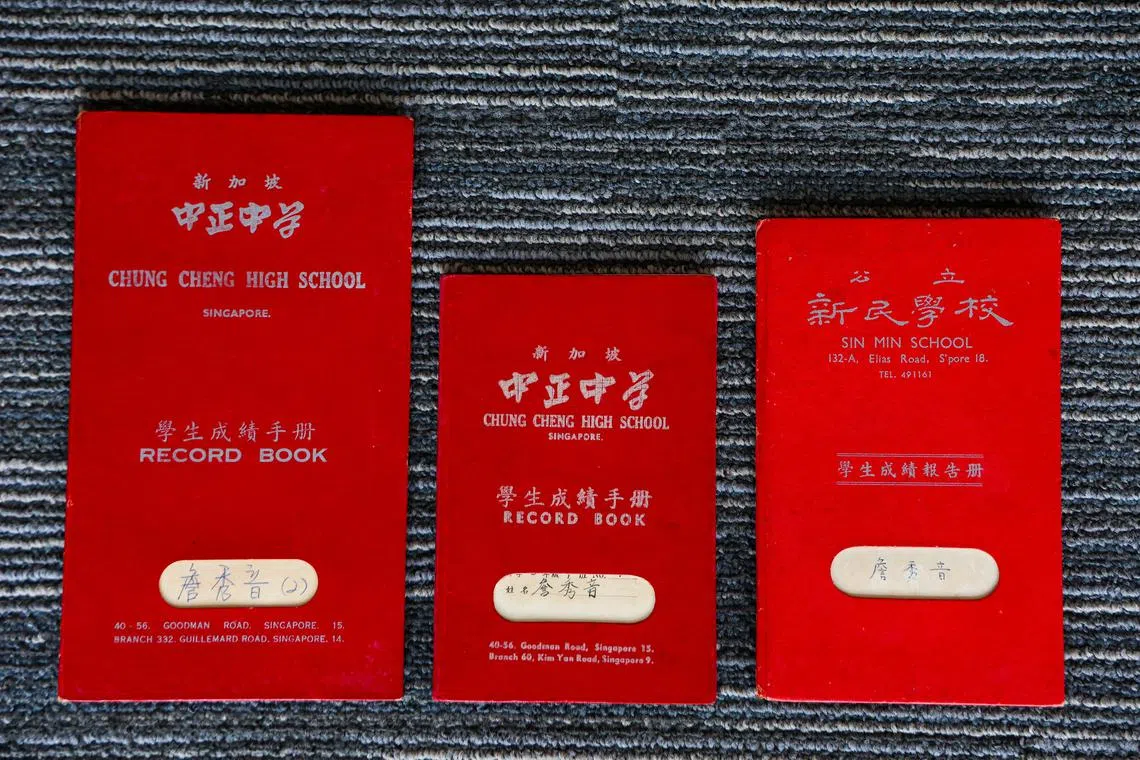 新加坡
中正中学
CHUNG CHENG HIGH SCHOOL
SINGAPORE.
學生成績手册
RECORD BOOK
詹秀音(2)
40 - 56. GOODMAN ROAD. SINGAPORE. 15.
BRANCH 332. GUILLEMARD ROAD, SINGAPORE. 14.
新加坡
中正中学
CHUNG CHENG HIGH SCHOOL
SINGAPORE.
學生成績手册
RECORD BOOK
姓名 詹秀音
40-56. Goodman Road, Singapore 15.
Branch 60, Kim Yan Road, Singapore 9.
公立
新民學校
SIN MIN SCHOOL
132-A, Elias Road, S'pore 18.
TEL. 491161
學生成績報告册
詹秀音